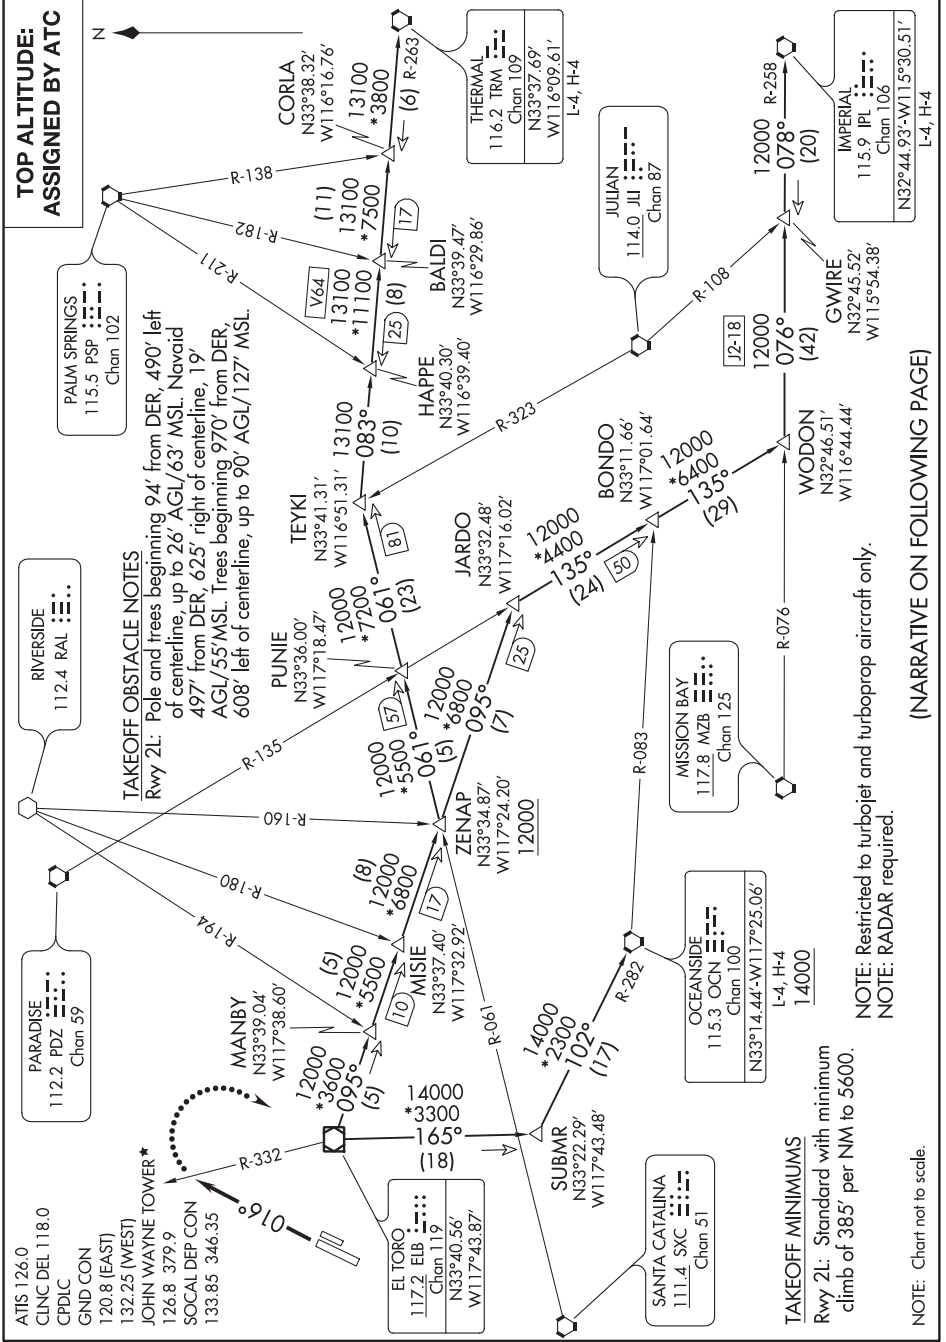 TOP ALTITUDE:
ASSIGNED BY ATC
N
ATIS 126.0
CLNC DEL 118.0
CPDLC
GND CON
120.8 (EAST)
132.25 (WEST)
JOHN WAYNE TOWER★
126.8 379.9
SOCAL DEP CON
133.85 346.35
PARADISE
112.2 PDZ
Chan 59
RIVERSIDE
112.4 RAL
PALM SPRINGS
115.5 PSP
Chan 102
TAKEOFF OBSTACLE NOTES
Rwy 2L: Pole and trees beginning 94' from DER, 490' left
of centerline, up to 26' AGL/63' MSL. Navaid
497' from DER, 625' right of centerline, 19'
AGL/55'MSL. Trees beginning 970' from DER,
608' left of centerline, up to 90' AGL/127' MSL.
016°
R-332
EL TORO
117.2 ELB
Chan 119
N33°40.56'
W117°43.87'
12000
*3600
095°
(5)
MANBY
N33°39.04'
W117°38.60'
R-194
(5)
12000
*5500
10
MISIE
N33°37.40'
W117°32.92'
R-180
(8)
12000
*6800
17
ZENAP
N33°34.87'
W117°24.20'
12000
R-160
R-061
12000
*5500
061°
(5)
57
PUNIE
N33°36.00'
W117°18.47'
R-135
12000
*7200
061°
(23)
81
TEYKI
N33°41.31'
W116°51.31'
R-323
13100
083°
(10)
HAPPE
N33°40.30'
W116°39.40'
R-211
V64
13100
*11100
(8)
25
BALDI
N33°39.47'
W116°29.86'
R-182
(11)
13100
*7500
17
CORLA
N33°38.32'
W116°16.76'
R-138
13100
*3800
(6)
R-263
THERMAL
116.2 TRM
Chan 109
N33°37.69'
W116°09.61'
L-4, H-4
12000
*6800
095°
(7)
25
JARDO
N33°32.48'
W117°16.02'
12000
*4400
135°
(24)
50
BONDO
N33°11.66'
W117°01.64'
R-083
12000
*6400
135°
(29)
WODON
N32°46.51'
W116°44.44'
R-076
J2-18
12000
076°
(42)
GWIRE
N32°45.52'
W115°54.38'
R-108
12000
078°
(20)
R-258
IMPERIAL
115.9 IPL
Chan 106
N32°44.93'-W115°30.51'
L-4, H-4
JULIAN
114.0 JLI
Chan 87
MISSION BAY
117.8 MZB
Chan 125
14000
*3300
165°
(18)
SUBMR
N33°22.29'
W117°43.48'
14000
*2300
102°
(17)
R-282
OCEANSIDE
115.3 OCN
Chan 100
N33°14.44'-W117°25.06'
L-4, H-4
14000
SANTA CATALINA
111.4 SXC
Chan 51
TAKEOFF MINIMUMS
Rwy 2L: Standard with minimum
climb of 385' per NM to 5600.
NOTE: Restricted to turbojet and turboprop aircraft only.
NOTE: RADAR required.
(NARRATIVE ON FOLLOWING PAGE)
NOTE: Chart not to scale.